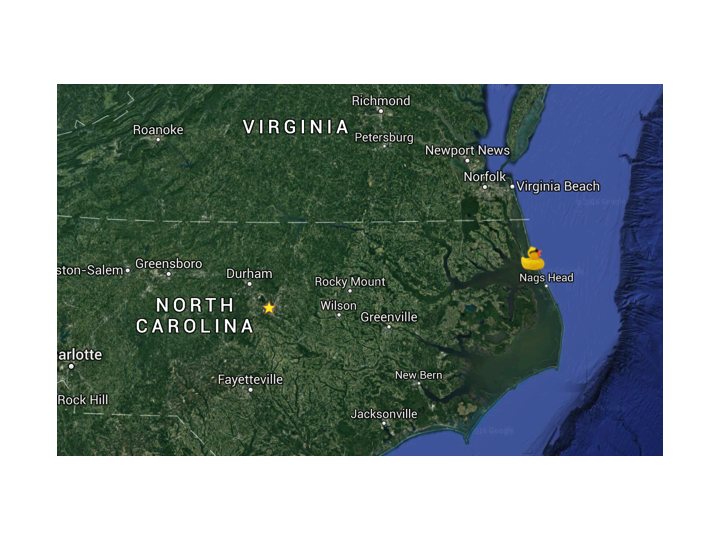 Richmond
Roanoke
VIRGINIA
Petersburg
Newport News
Norfolk
Virginia Beach
ston-Salem
Greensboro
Durham
Nags Head
Rocky Mount
NORTH
CAROLINA
Wilson
Greenville
arlotte
New Bern
Fayetteville
Rock Hill
Jacksonville